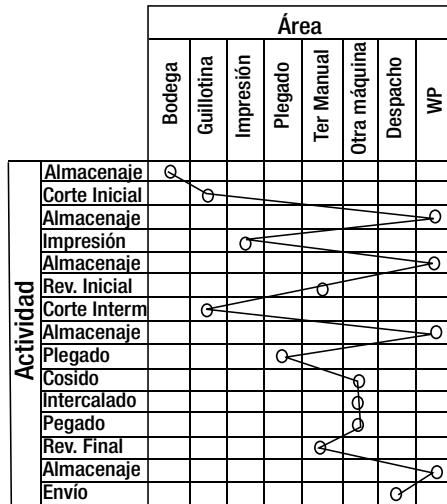 Área
Bodega
Guillotina
Impresión
Plegado
Ter Manual
Otra máquina
Despacho
WP
Actividad
Almacenaje
Corte Inicial
Almacenaje
Impresión
Almacenaje
Rev. Inicial
Corte Interm
Almacenaje
Plegado
Cosido
Intercalado
Pegado
Rev. Final
Almacenaje
Envío